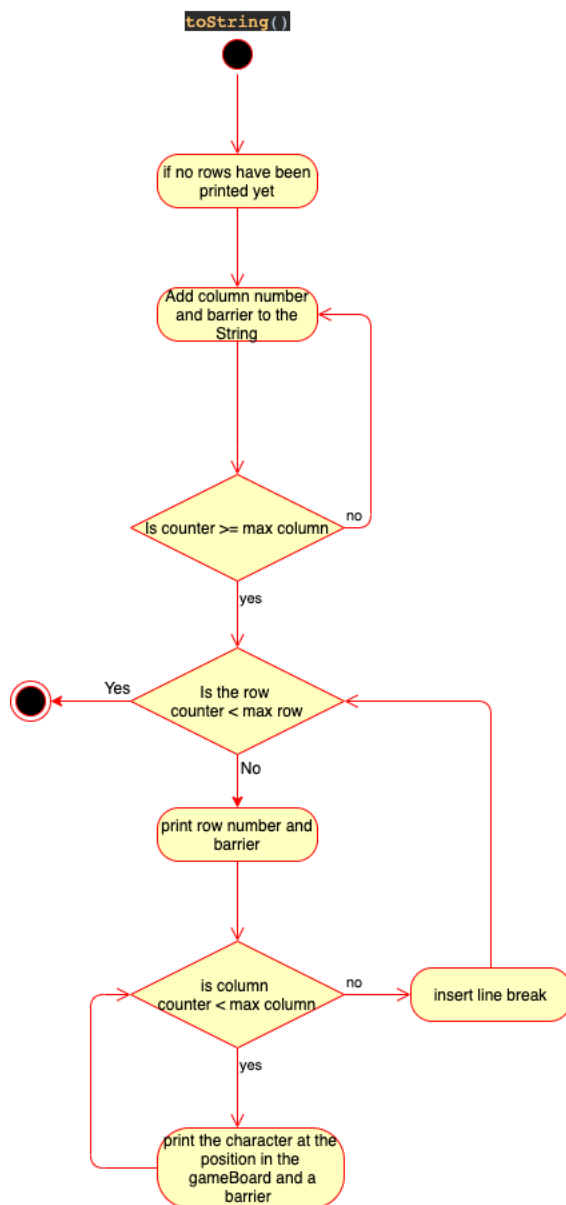 toString()
if no rows have been
printed yet
Add column number
and barrier to the
String
Is counter >= max column
no
yes
Is the row
counter < max row
Yes
No
print row number and
barrier
is column
counter < max column
no
insert line break
yes
print the character at the
position in the
gameBoard and a
barrier